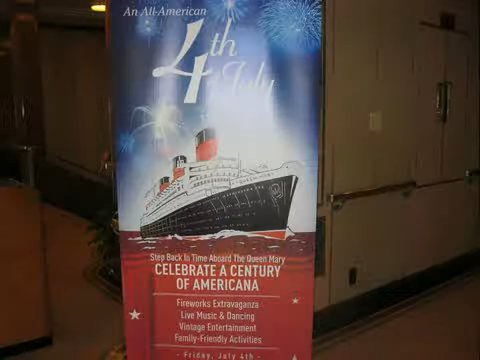 An All-American
4th
of July
Step Back In Time Aboard The Queen Mary
CELEBRATE A CENTURY
OF AMERICANA
Fireworks Extravaganza
Live Music & Dancing
Vintage Entertainment
Family-Friendly Activities
- Friday, July 4th -